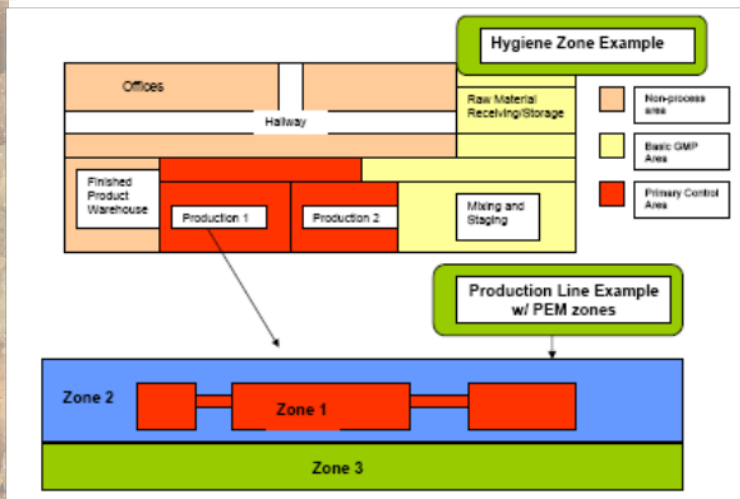 Hygiene Zone Example
Offices
Hallway
Raw Material
Receiving/Storage
Non-process
area
Basic GMP
Area
Primary Control
Area
Finished
Product
Warehouse
Production 1
Production 2
Mixing and
Staging
Production Line Example
w/ PEM zones
Zone 2
Zone 1
Zone 3